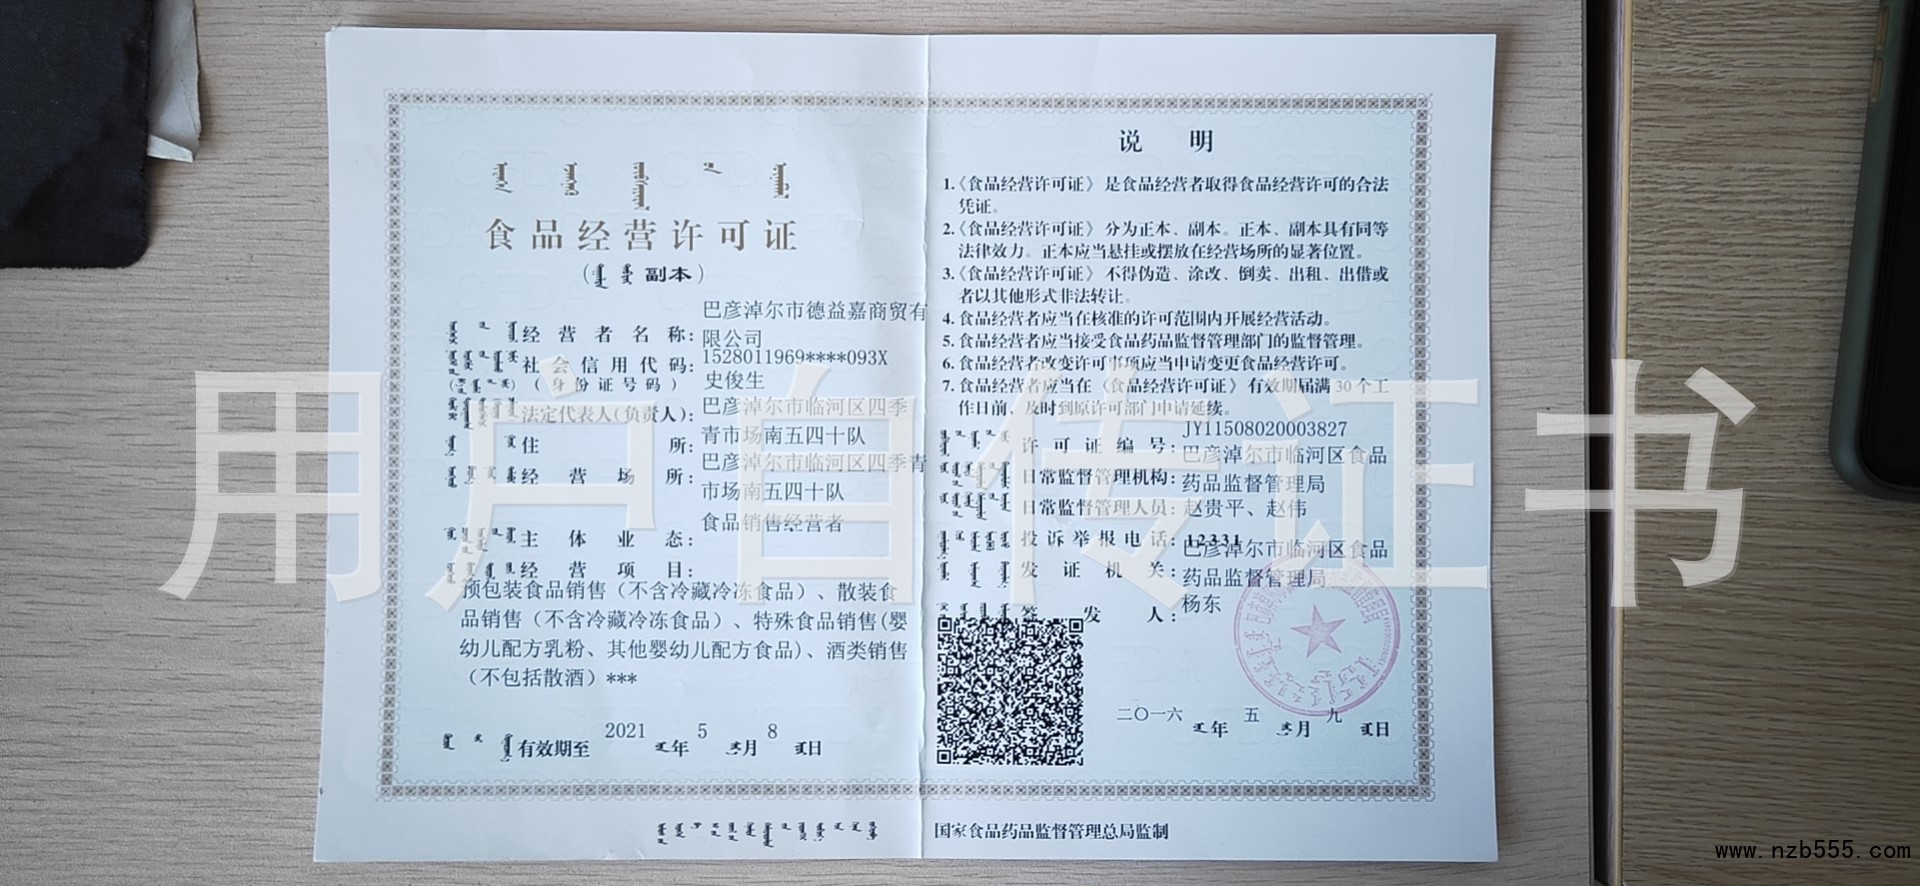 食品经营许可证
(副本)
经营者名称:
巴彦淖尔市德益嘉商贸有
限公司
社会信用代码:
(身份证号码)
1528011969****093X
法定代表人(负责人):
史俊生
住所:
巴彦淖尔市临河区四季
青市场南五四十队
经营场所:
巴彦淖尔市临河区四季青
市场南五四十队
主体业态:
食品销售经营者
经营项目:
预包装食品销售(不含冷藏冷冻食品)、散装食
品销售(不含冷藏冷冻食品)、特殊食品销售(婴
幼儿配方乳粉、其他婴幼儿配方食品)、酒类销售
(不包括散酒)***
有效期至 2021 年 5 月 8 日
说明
1.《食品经营许可证》是食品经营者取得食品经营许可的合法
凭证。
2.《食品经营许可证》分为正本、副本。正本、副本具有同等
法律效力。正本应当悬挂或摆放在经营场所的显著位置。
3.《食品经营许可证》不得伪造、涂改、倒卖、出租、出借或
者以其他形式非法转让。
4.食品经营者应当在核准的许可范围内开展经营活动。
5.食品经营者应当接受食品药品监督管理部门的监督管理。
6.食品经营者改变许可事项应当申请变更食品经营许可。
7.食品经营者应当在《食品经营许可证》有效期届满30个工
作日前,及时到原许可部门申请延续。
许可证编号:
JY11508020003827
日常监督管理机构:
巴彦淖尔市临河区食品
药品监督管理局
日常监督管理人员:
赵贵平、赵伟
投诉举报电话:12331
发证机关:
巴彦淖尔市临河区食品
药品监督管理局
签发人:
杨东
二〇一六年五月九日
国家食品药品监督管理总局监制
用户自传证书
www.nzb555.com